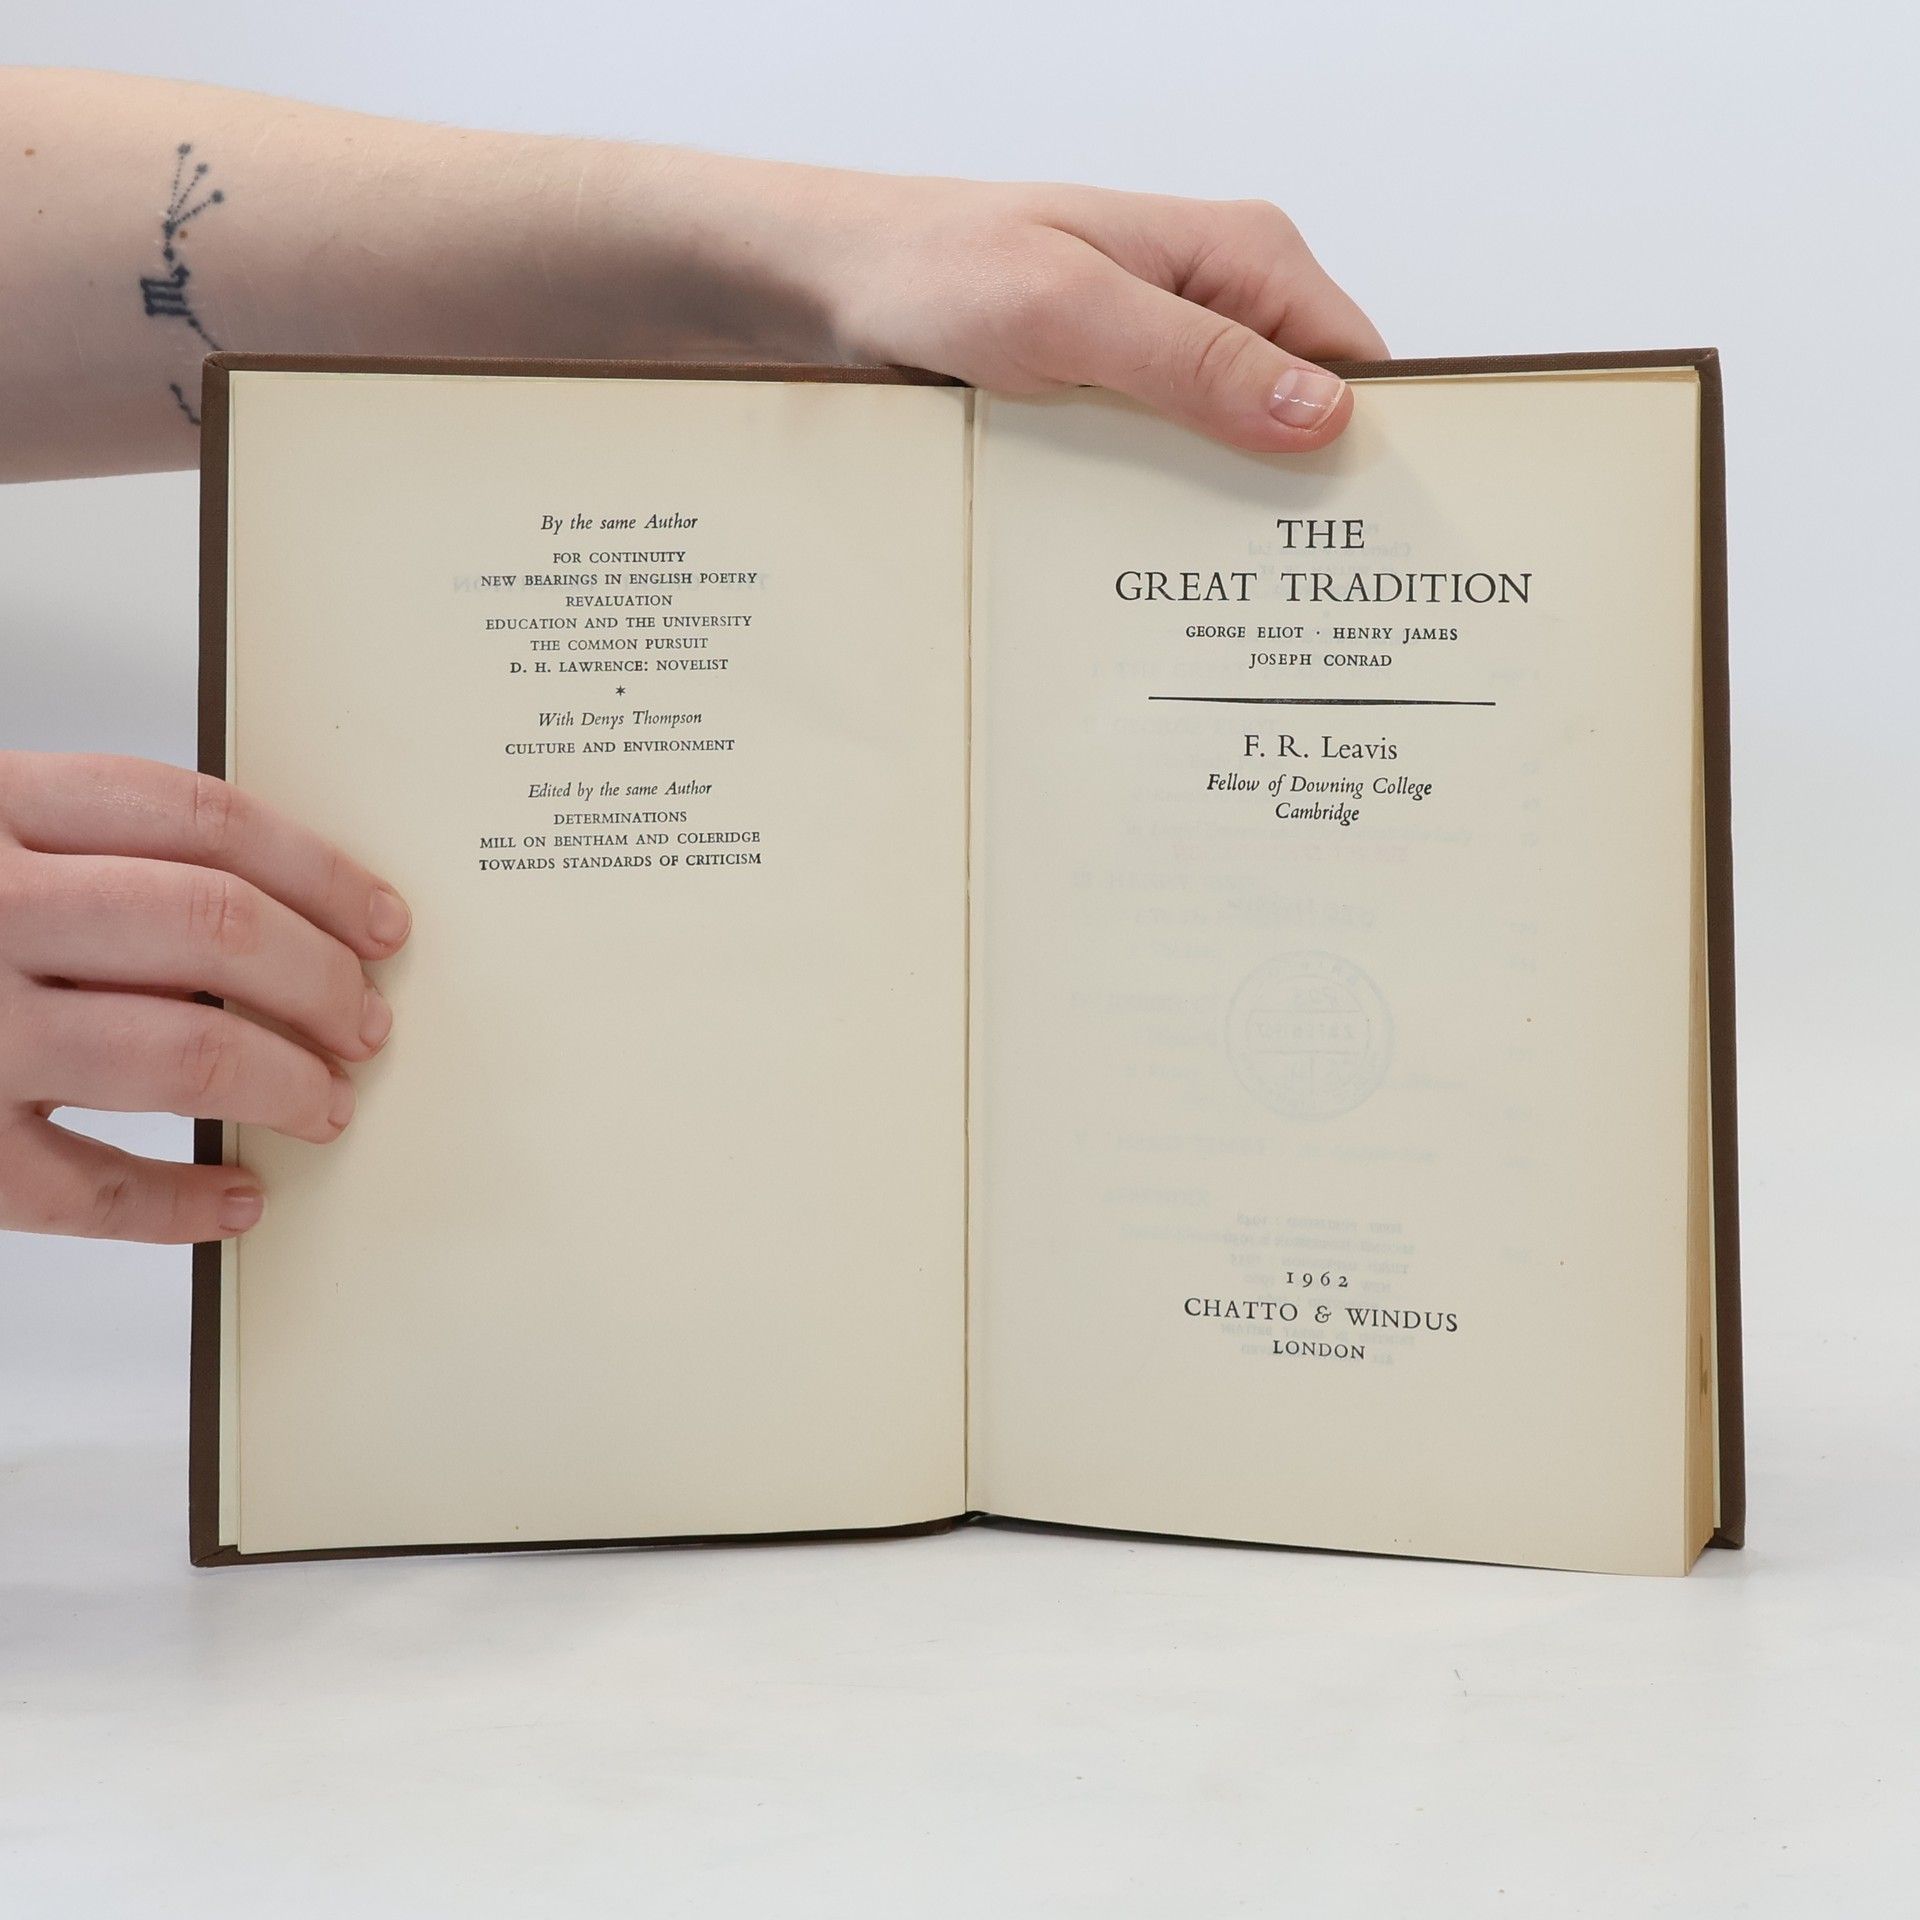 By the same Author
FOR CONTINUITY
NEW BEARINGS IN ENGLISH POETRY
REVALUATION
EDUCATION AND THE UNIVERSITY
THE COMMON PURSUIT
D. H. LAWRENCE: NOVELIST
*
With Denys Thompson
CULTURE AND ENVIRONMENT
Edited by the same Author
DETERMINATIONS
MILL ON BENTHAM AND COLERIDGE
TOWARDS STANDARDS OF CRITICISM
THE
GREAT TRADITION
GEORGE ELIOT · HENRY JAMES
JOSEPH CONRAD
F. R. Leavis
Fellow of Downing College
Cambridge
1962
CHATTO & WINDUS
LONDON